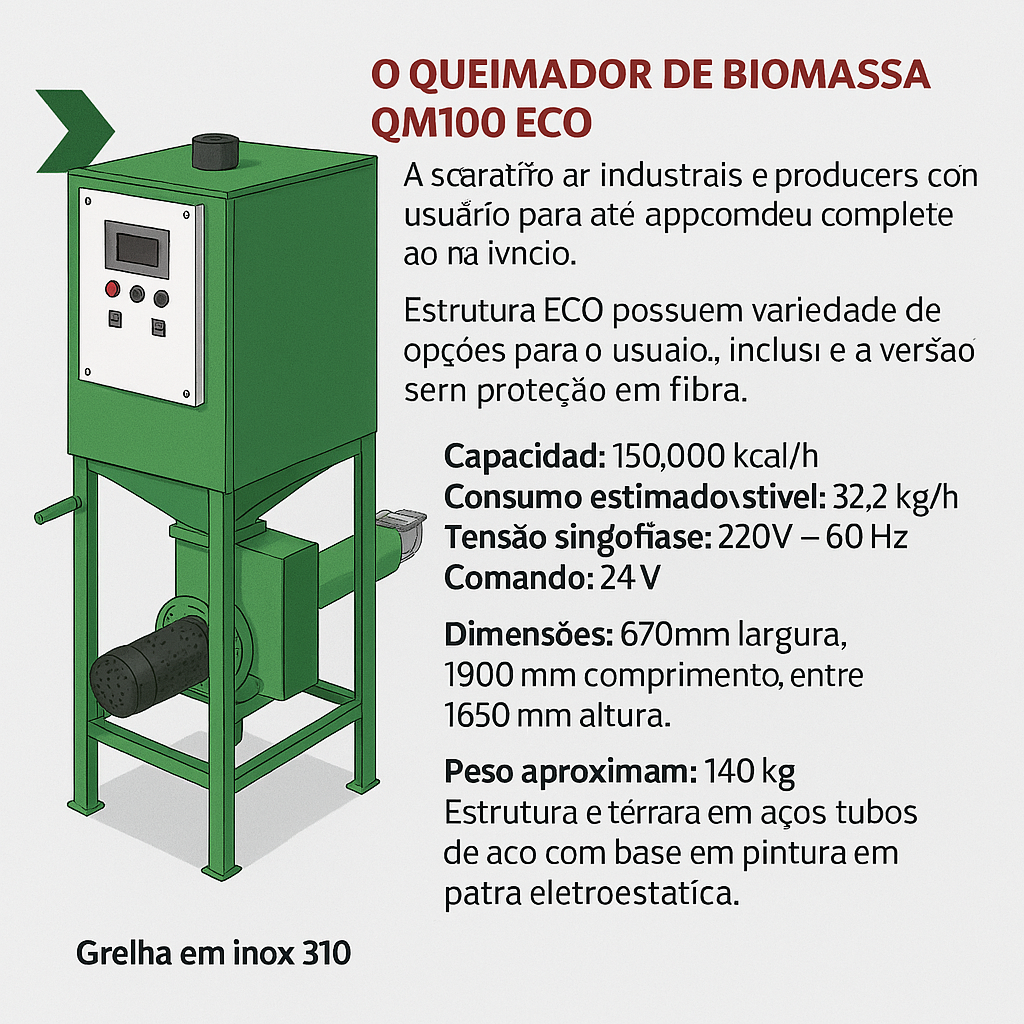 O QUEIMADOR DE BIOMASSA
QM100 ECO
A scaratífo ar industrais e producers con
usuářío para até appcomdeu complete
ao na ivncio.
Estrutura ECO possuem variedade de
opções para o usuaio., inclusı e a versão
sern proteção em fibra.
Capacidad: 150,000 kcal/h
Consumo estimado\stivel: 32,2 kg/h
Tensão singofiase: 220V – 60 Hz
Comando: 24 V
Dimensões: 670mm largura,
1900 mm comprimento, entre
1650 mm altura.
Peso aproximam: 140 kg
Estrutura e térrara em aços tubos
de aco com base em pintura em
patra eletroestatíca.
Grelha em inox 310